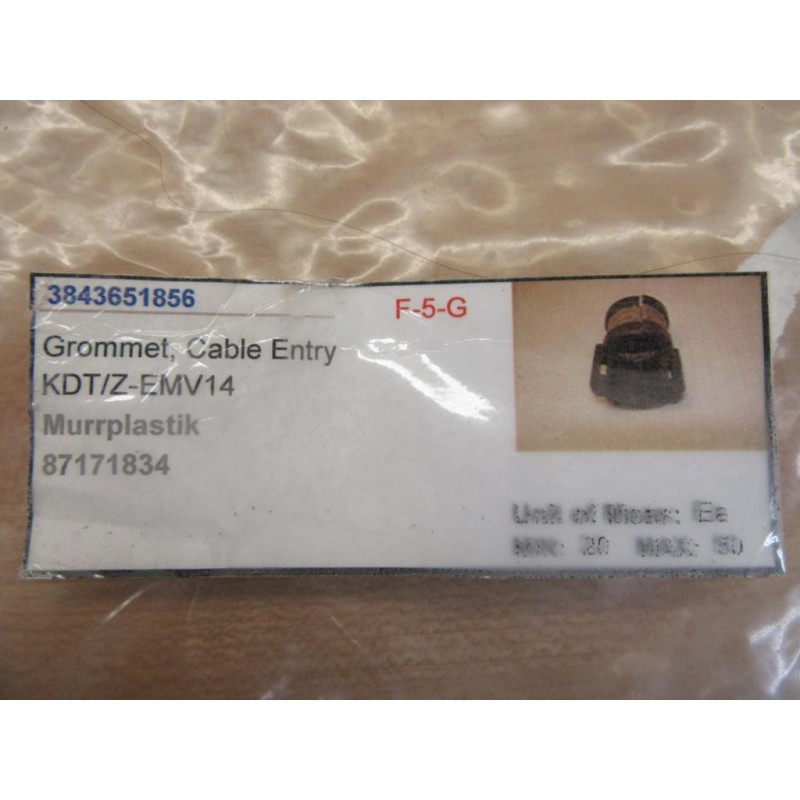 3843651856
F-5-G
Grommet, Cable Entry
KDT/Z-EMV14
Murrplastik
87171834
Unit of Meas: Ea
MIN: 20 MAX: 50